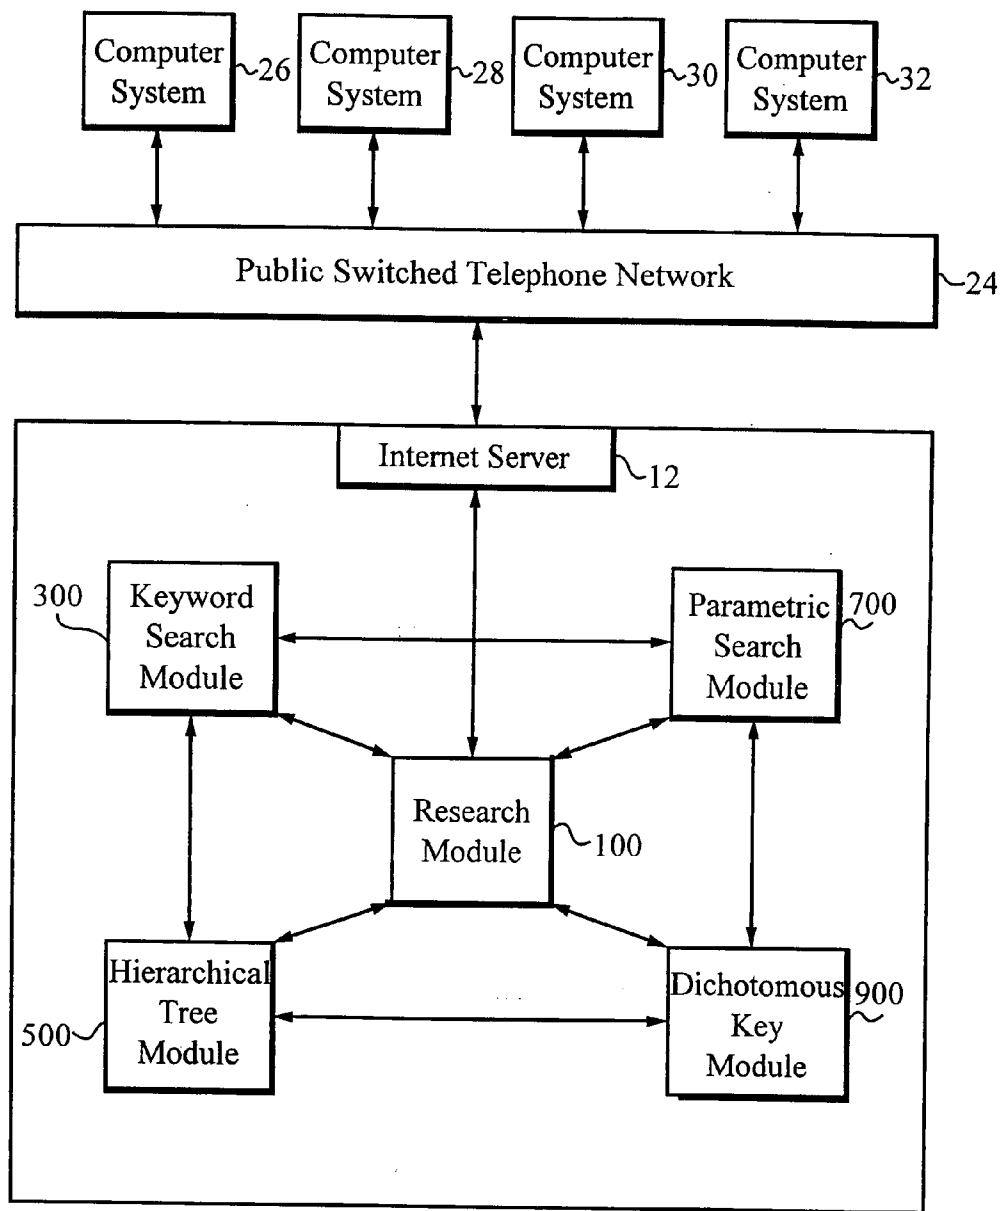 Computer
System
26
Computer
System
28
Computer
System
30
Computer
System
32
Public Switched Telephone Network
24
Internet Server
12
300
Keyword
Search
Module
Parametric
Search
Module
700
Research
Module
100
Hierarchical
Tree
Module
500
Dichotomous
Key
Module
900